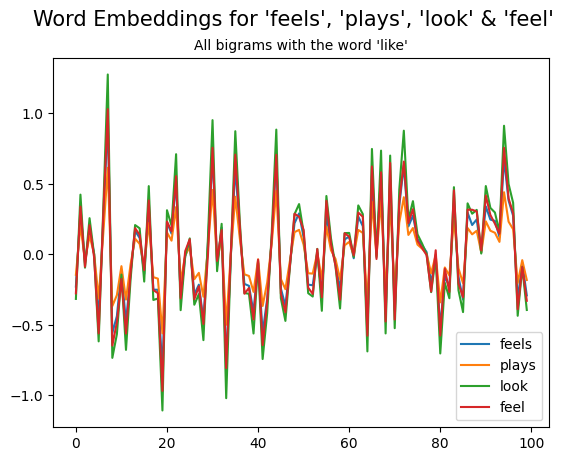 Word Embeddings for 'feels', 'plays', 'look' & 'feel'
All bigrams with the word 'like'
1.0
0.5
0.0
−0.5
−1.0
0 20 40 60 80 100
feels
plays
look
feel